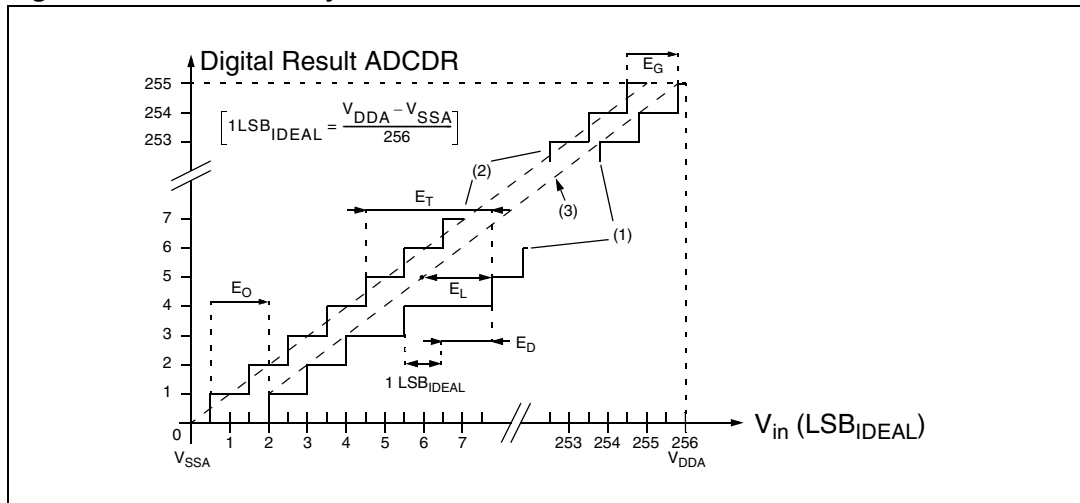 Digital Result ADCDR
E_G
255
254
253
[1LSB_IDEAL = (V_DDA – V_SSA) / 256]
(2)
E_T
(3)
7
(1)
6
5
E_L
E_O
4
3
E_D
2
1 LSB_IDEAL
1
0
1 2 3 4 5 6 7 253 254 255 256
V_in (LSB_IDEAL)
V_SSA
V_DDA